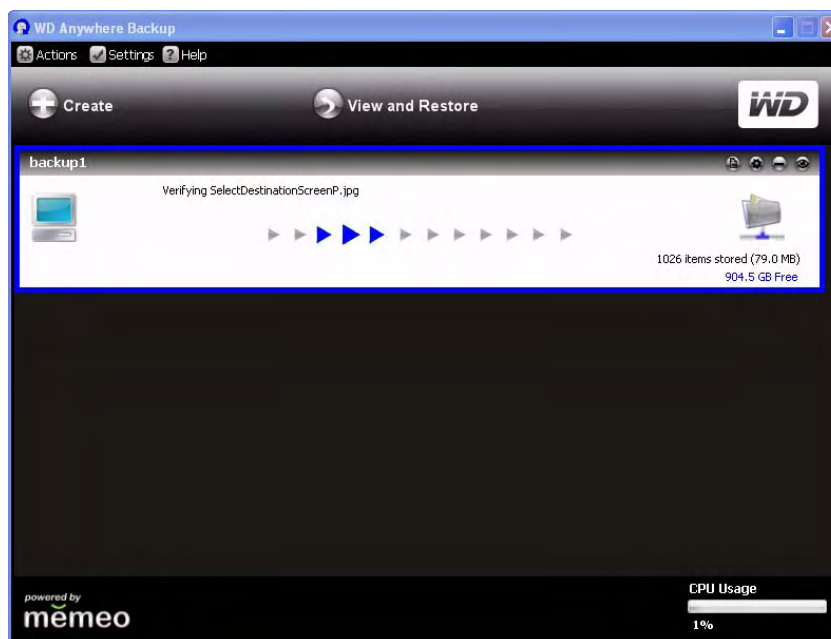 WD Anywhere Backup
Actions Settings Help
Create View and Restore WD
backup1
Verifying SelectDestinationScreenP.jpg
1026 items stored (79.0 MB)
904.5 GB Free
CPU Usage
powered by
mĕmeo
1%